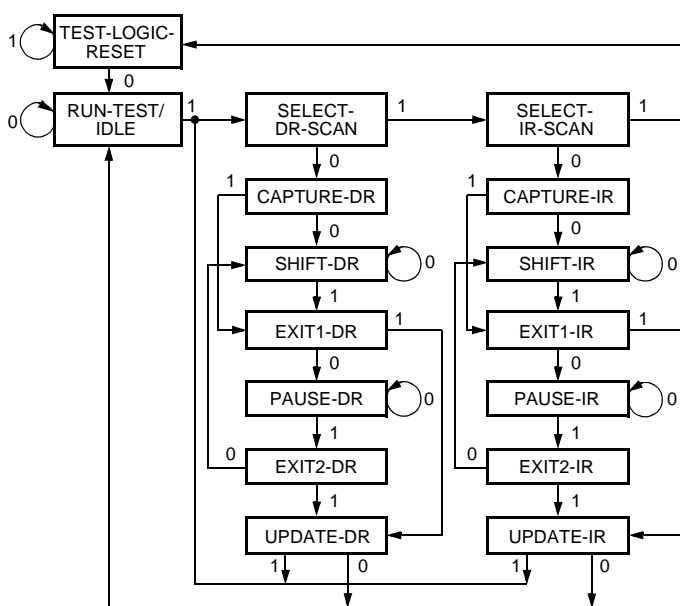 TEST-LOGIC-
RESET
1
0
RUN-TEST/
IDLE
0
1
SELECT-
DR-SCAN
1
SELECT-
IR-SCAN
1
0
0
1
CAPTURE-DR
1
CAPTURE-IR
0
0
SHIFT-DR
0
SHIFT-IR
0
1
1
EXIT1-DR
1
EXIT1-IR
1
0
0
PAUSE-DR
0
PAUSE-IR
0
1
1
0
EXIT2-DR
0
EXIT2-IR
1
1
UPDATE-DR
UPDATE-IR
1
0
1
0